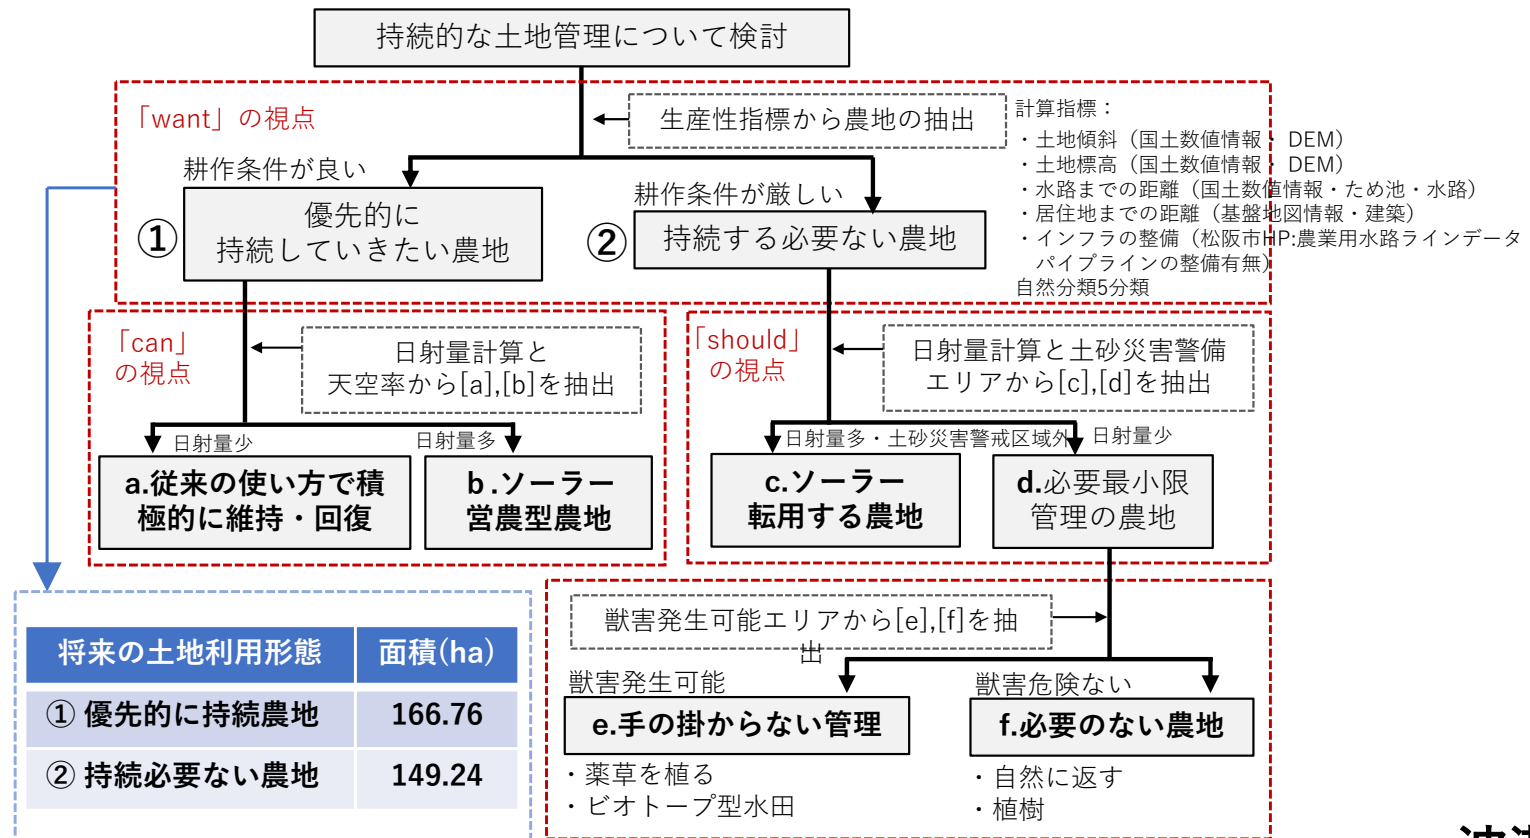 持続的な土地管理について検討
「want」の視点
生産性指標から農地の抽出
計算指標：
・土地傾斜（国土数値情報・ DEM）
・土地標高（国土数値情報・ DEM）
・水路までの距離（国土数値情報・ため池・水路）
・居住地までの距離（基盤地図情報・建築）
・インフラの整備（松阪市HP:農業用水路ラインデータ
パイプラインの整備有無）
自然分類5分類
耕作条件が良い
①
優先的に
持続していきたい農地
耕作条件が厳しい
②
持続する必要ない農地
「can」
の視点
日射量計算と
天空率から[a],[b]を抽出
日射量少
日射量多
a.従来の使い方で積
極的に維持・回復
b.ソーラー
営農型農地
「should」
の視点
日射量計算と土砂災害警備
エリアから[c],[d]を抽出
日射量多・土砂災害警戒区域外
日射量少
c.ソーラー
転用する農地
d.必要最小限
管理の農地
獣害発生可能エリアから[e],[f]を抽
出
獣害発生可能
獣害危険ない
e.手の掛からない管理
f.必要のない農地
・薬草を植る
・ビオトープ型水田
・自然に返す
・植樹
将来の土地利用形態 面積(ha)
① 優先的に持続農地 166.76
② 持続必要ない農地 149.24